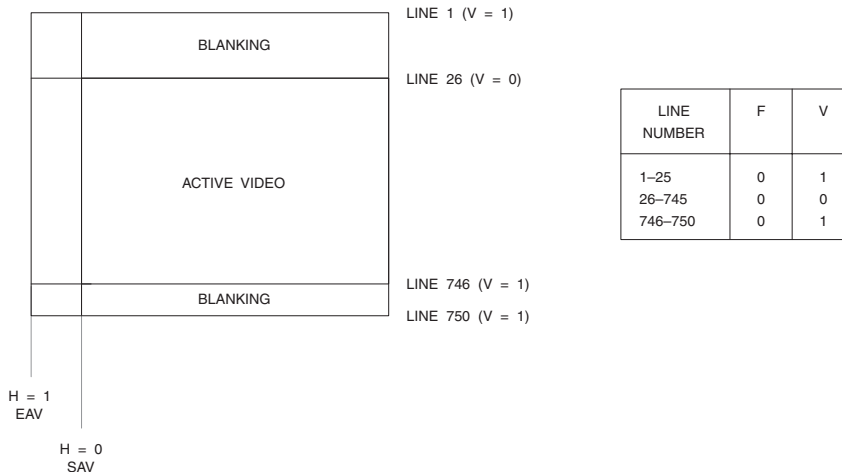 LINE 1 (V = 1)
BLANKING
LINE 26 (V = 0)
ACTIVE VIDEO
LINE 746 (V = 1)
BLANKING
LINE 750 (V = 1)
H = 1
EAV
H = 0
SAV
LINE
NUMBER F V
1–25 0 1
26–745 0 0
746–750 0 1